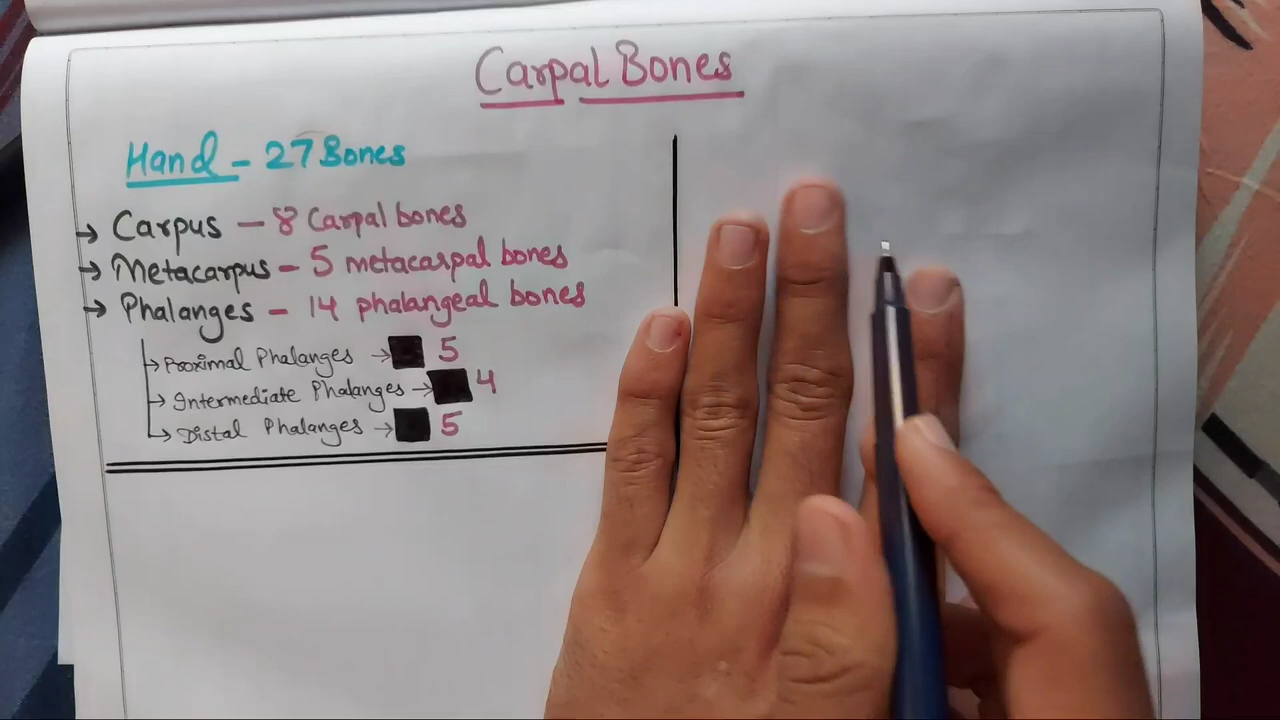 Carpal Bones
Hand - 27 Bones
→ Carpus - 8 Carpal bones
→ Metacarpus - 5 metacarpal bones
→ Phalanges - 14 phalangeal bones
→ Proximal Phalanges → 5
→ Intermediate Phalanges → 4
→ Distal Phalanges → 5